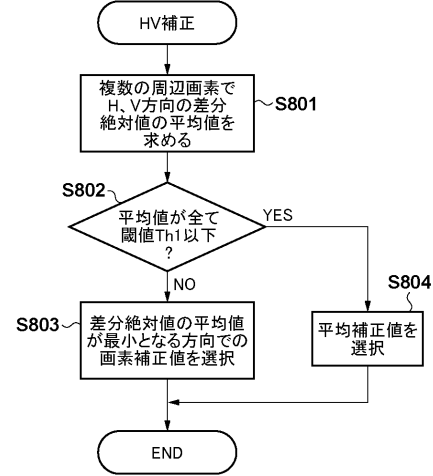 HV補正
複数の周辺画素で
H、V方向の差分
絶対値の平均値を
求める
S801
S802
平均値が全て
閾値Th1以下
?
YES
NO
S803
差分絶対値の平均値
が最小となる方向での
画素補正値を選択
S804
平均補正値を
選択
END